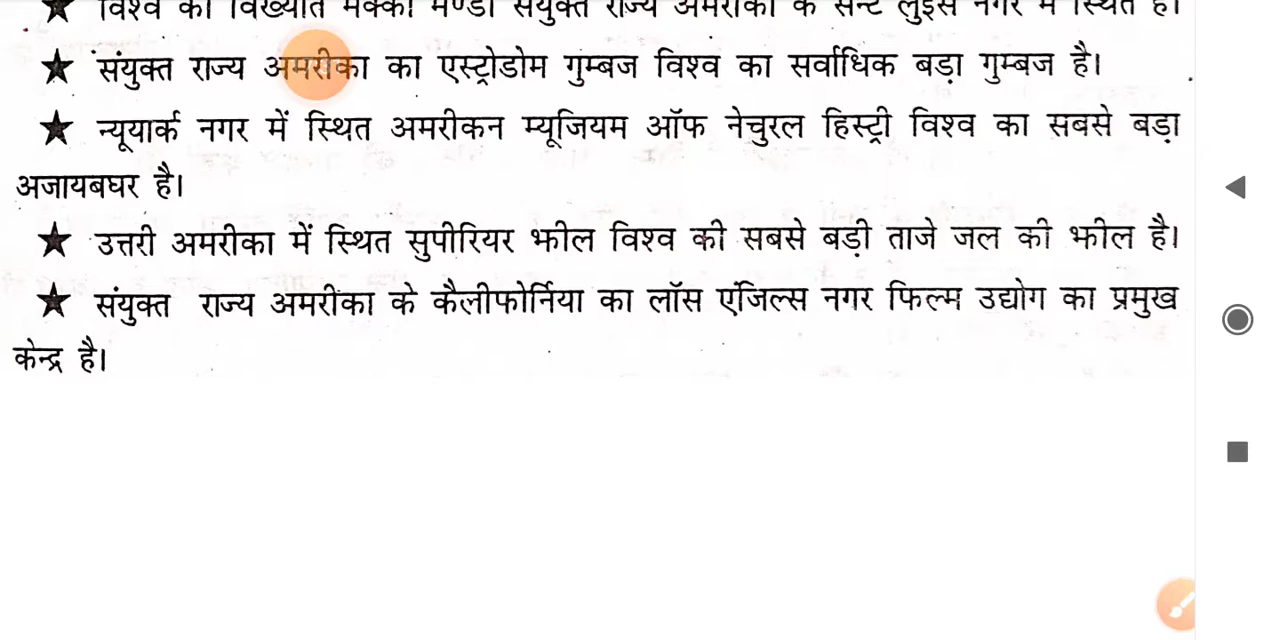 ★ विश्व की विख्यात मक्का मण्डी संयुक्त राज्य अमरीका के सेन्ट लुइस नगर में स्थित है।
★ संयुक्त राज्य अमरीका का एस्ट्रोडोम गुम्बज विश्व का सर्वाधिक बड़ा गुम्बज है।
★ न्यूयार्क नगर में स्थित अमरीकन म्यूजियम ऑफ नेचुरल हिस्ट्री विश्व का सबसे बड़ा
अजायबघर है।
★ उत्तरी अमरीका में स्थित सुपीरियर झील विश्व की सबसे बड़ी ताजे जल की झील है।
★ संयुक्त राज्य अमरीका के कैलीफोर्निया का लॉस एंजिल्स नगर फिल्म उद्योग का प्रमुख
केन्द्र है।